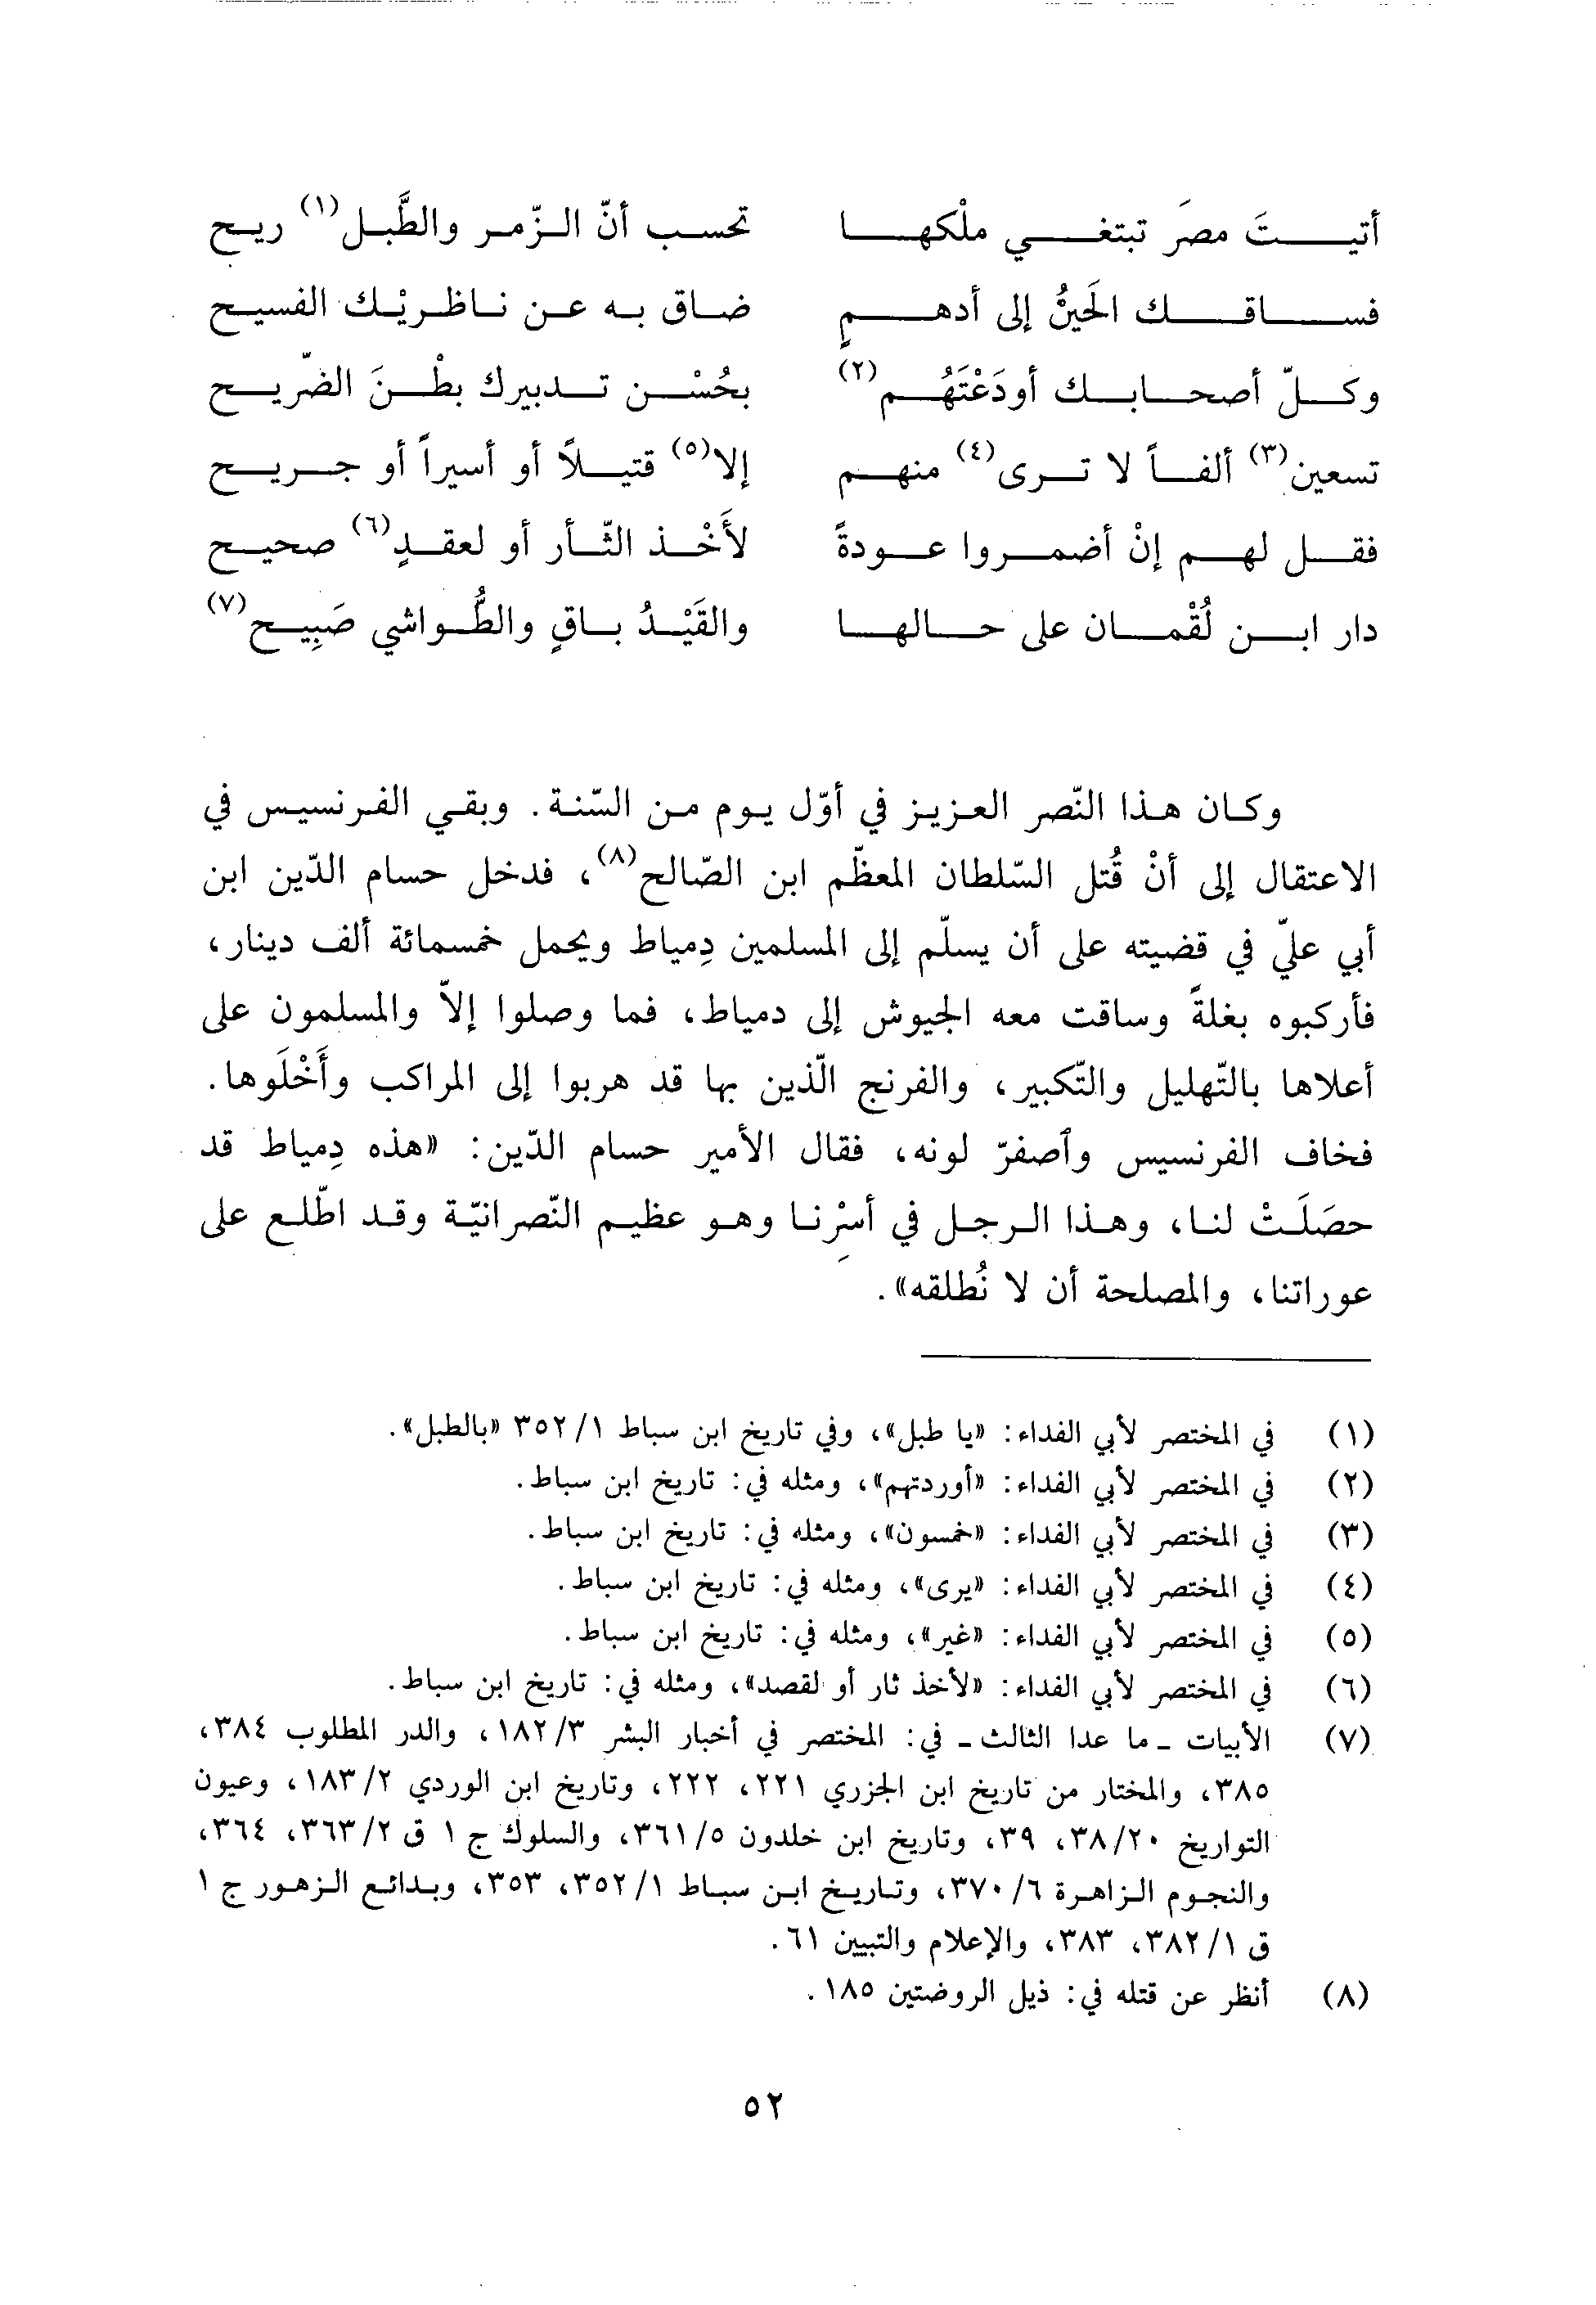 أتيتَ مصرَ تبتغي ملْكها تحسب أنّ الزّمر والطَّبل(١) ريح
فساقك الحَينُ إلى أدهمٍ ضاق به عن ناظريْك الفسيح
وكلّ أصحابك أودَعْتَهُم(٢) بحُسْن تدبيرك بطْنَ الضّريح
تسعين(٣) ألفاً لا ترى(٤) منهم إلا(٥) قتيلاً أو أسيراً أو جريح
فقل لهم إنْ أضمروا عودةً لأَخْذ الثّأر أو لعقدٍ(٦) صحيح
دار ابن لُقْمان على حالها والقَيْدُ باقٍ والطُّواشي صَبِيح(٧)
وكان هذا النّصر العزيز في أوّل يوم من السّنة. وبقي الفرنسيس في
الاعتقال إلى أنْ قُتل السّلطان المعظّم ابن الصّالح(٨)، فدخل حسام الدّين ابن
أبي عليّ في قضيته على أن يسلّم إلى المسلمين دِمياط ويحمل خمسمائة ألف دينار،
فأركبوه بغلةً وساقت معه الجيوش إلى دمياط، فما وصلوا إلاّ والمسلمون على
أعلاها بالتّهليل والتّكبير، والفرنج الّذين بها قد هربوا إلى المراكب وأَخْلَوها.
فخاف الفرنسيس وٱصفرّ لونه، فقال الأمير حسام الدّين: «هذه دِمياط قد
حصَلَتْ لنا، وهذا الرجل في أسْرِنا وهو عظيم النّصرانيّة وقد اطّلع على
عوراتنا، والمصلحة أن لا نُطلقه».
(١) في المختصر لأبي الفداء: «يا طبل»، وفي تاريخ ابن سباط ٣٥٢/١ «بالطبل».
(٢) في المختصر لأبي الفداء: «أوردتهم»، ومثله في: تاريخ ابن سباط.
(٣) في المختصر لأبي الفداء: «خمسون»، ومثله في: تاريخ ابن سباط.
(٤) في المختصر لأبي الفداء: «يرى»، ومثله في: تاريخ ابن سباط.
(٥) في المختصر لأبي الفداء: «غير»، ومثله في: تاريخ ابن سباط.
(٦) في المختصر لأبي الفداء: «لأخذ ثار أو لقصد»، ومثله في: تاريخ ابن سباط.
(٧) الأبيات ـ ما عدا الثالث ـ في: المختصر في أخبار البشر ١٨٢/٣، والدر المطلوب ٣٨٤،
٣٨٥، والمختار من تاريخ ابن الجزري ٢٢١، ٢٢٢، وتاريخ ابن الوردي ١٨٣/٢، وعيون
التواريخ ٣٨/٢٠، ٣٩، وتاريخ ابن خلدون ٣٦١/٥، والسلوك ج ١ ق ٣٦٣/٢، ٣٦٤،
والنجوم الزاهرة ٣٧٠/٦، وتاريخ ابن سباط ٣٥٢/١، ٣٥٣، وبدائع الزهور ج ١
ق ٣٨٢/١، ٣٨٣، والإعلام والتبيين ٦١.
(٨) أنظر عن قتله في: ذيل الروضتين ١٨٥.
٥٢